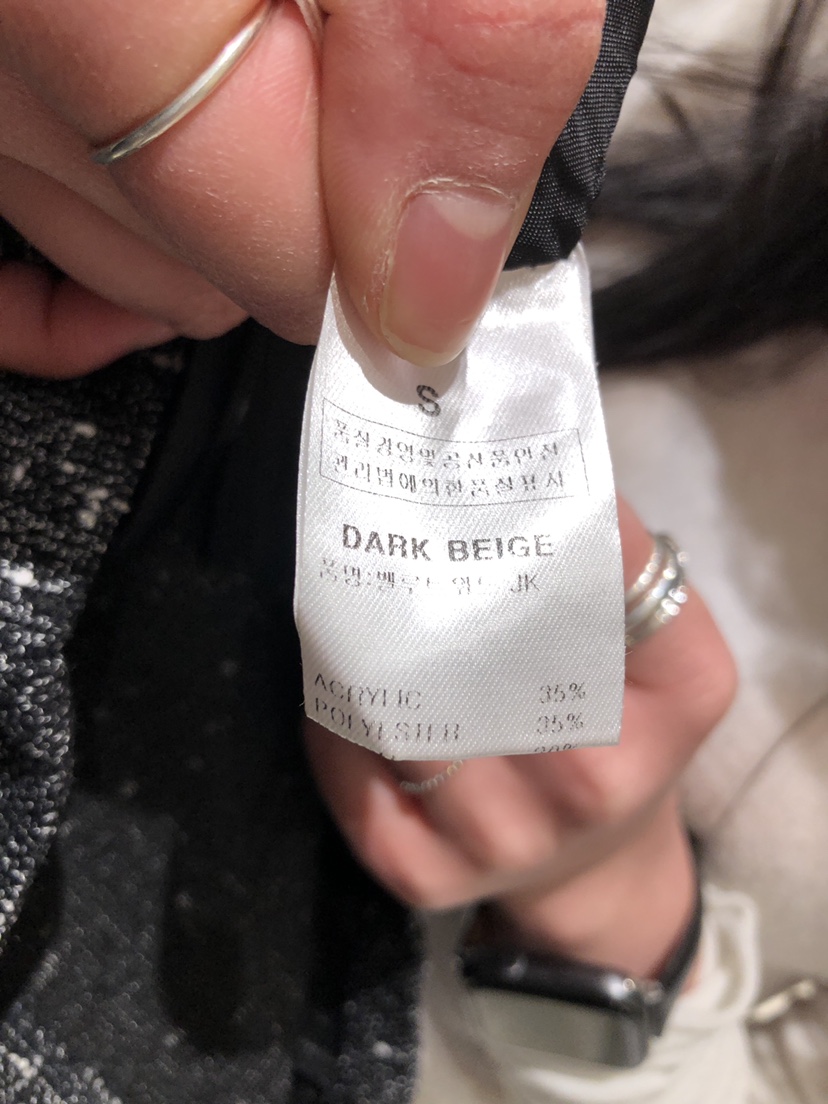 S
품질경영및공산품안전
관리법에의한품질표시
DARK BEIGE
품명: JK
ACRYLIC 35%
POLYESTER 35%